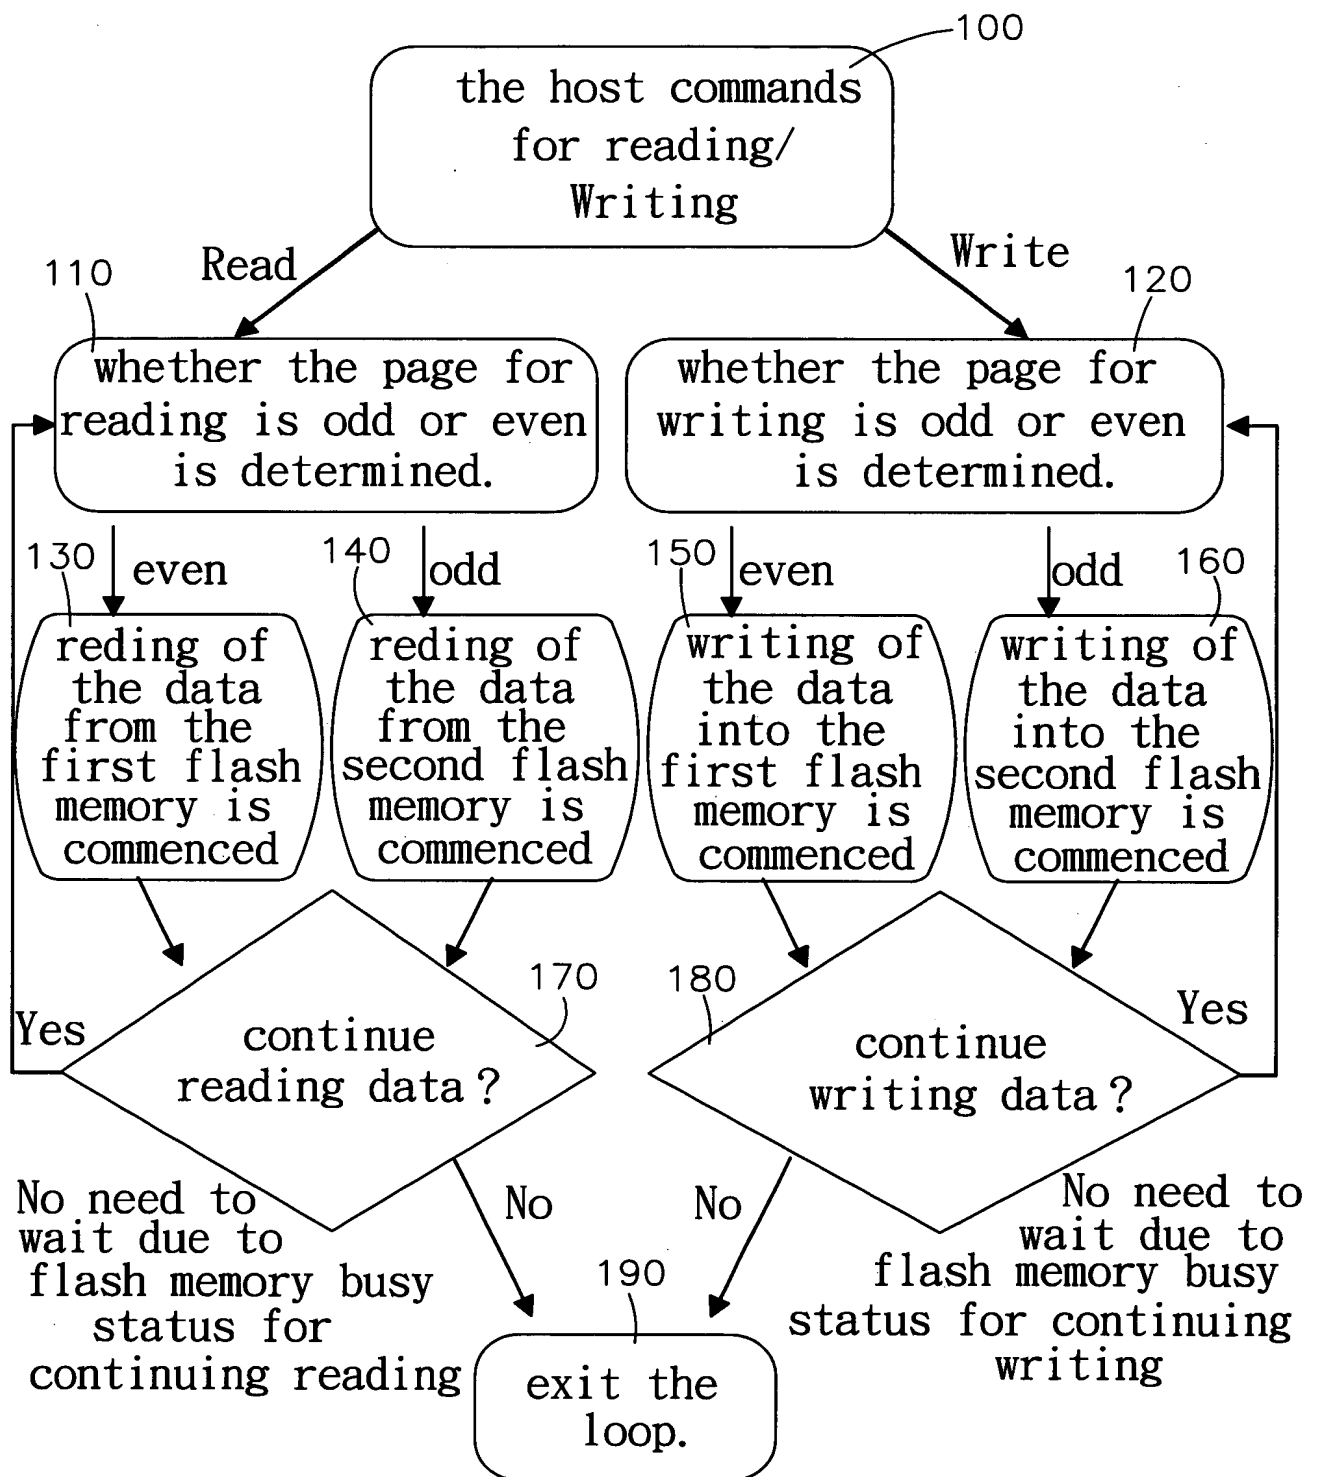 100
the host commands
for reading/
Writing
Read
Write
110
120
whether the page for
reading is odd or even
is determined.
whether the page for
writing is odd or even
is determined.
130
even
140
odd
150
even
160
odd
reding of
the data
from the
first flash
memory is
commenced
reding of
the data
from the
second flash
memory is
commenced
writing of
the data
into the
first flash
memory is
commenced
writing of
the data
into the
second flash
memory is
commenced
170
180
Yes
continue
reading data?
continue
writing data?
Yes
No need to
wait due to
flash memory busy
status for
continuing reading
No
No
No need to
wait due to
flash memory busy
status for continuing
writing
190
exit the
loop.